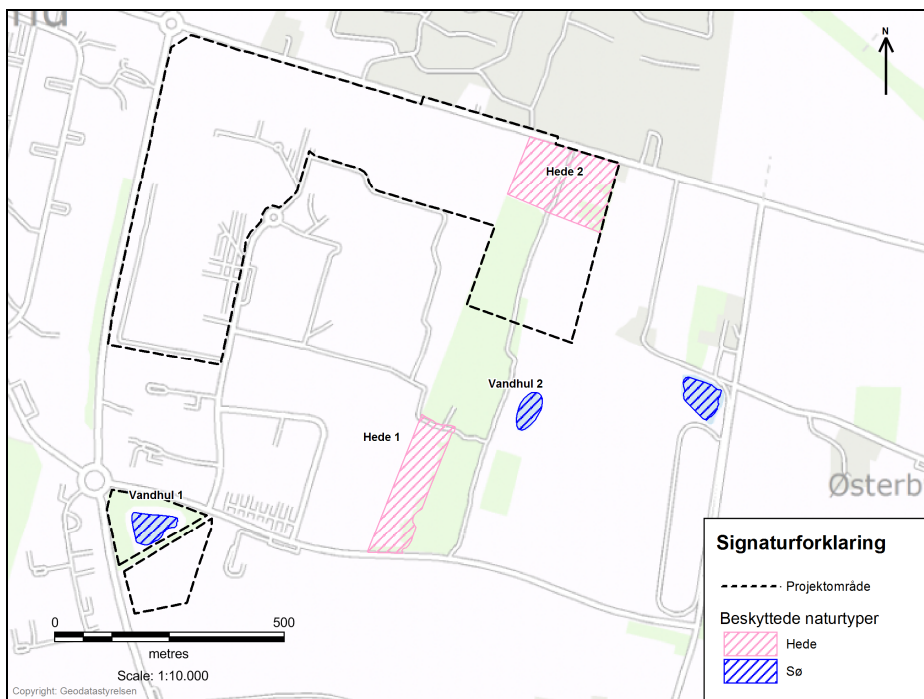 N
Hede 2
Vandhul 2
Hede 1
Vandhul 1
Østerb
Signaturforklaring
Projektområde
Beskyttede naturtyper
Hede
Sø
0 500
metres
Scale: 1:10.000
Copyright: Geodatastyrelsen